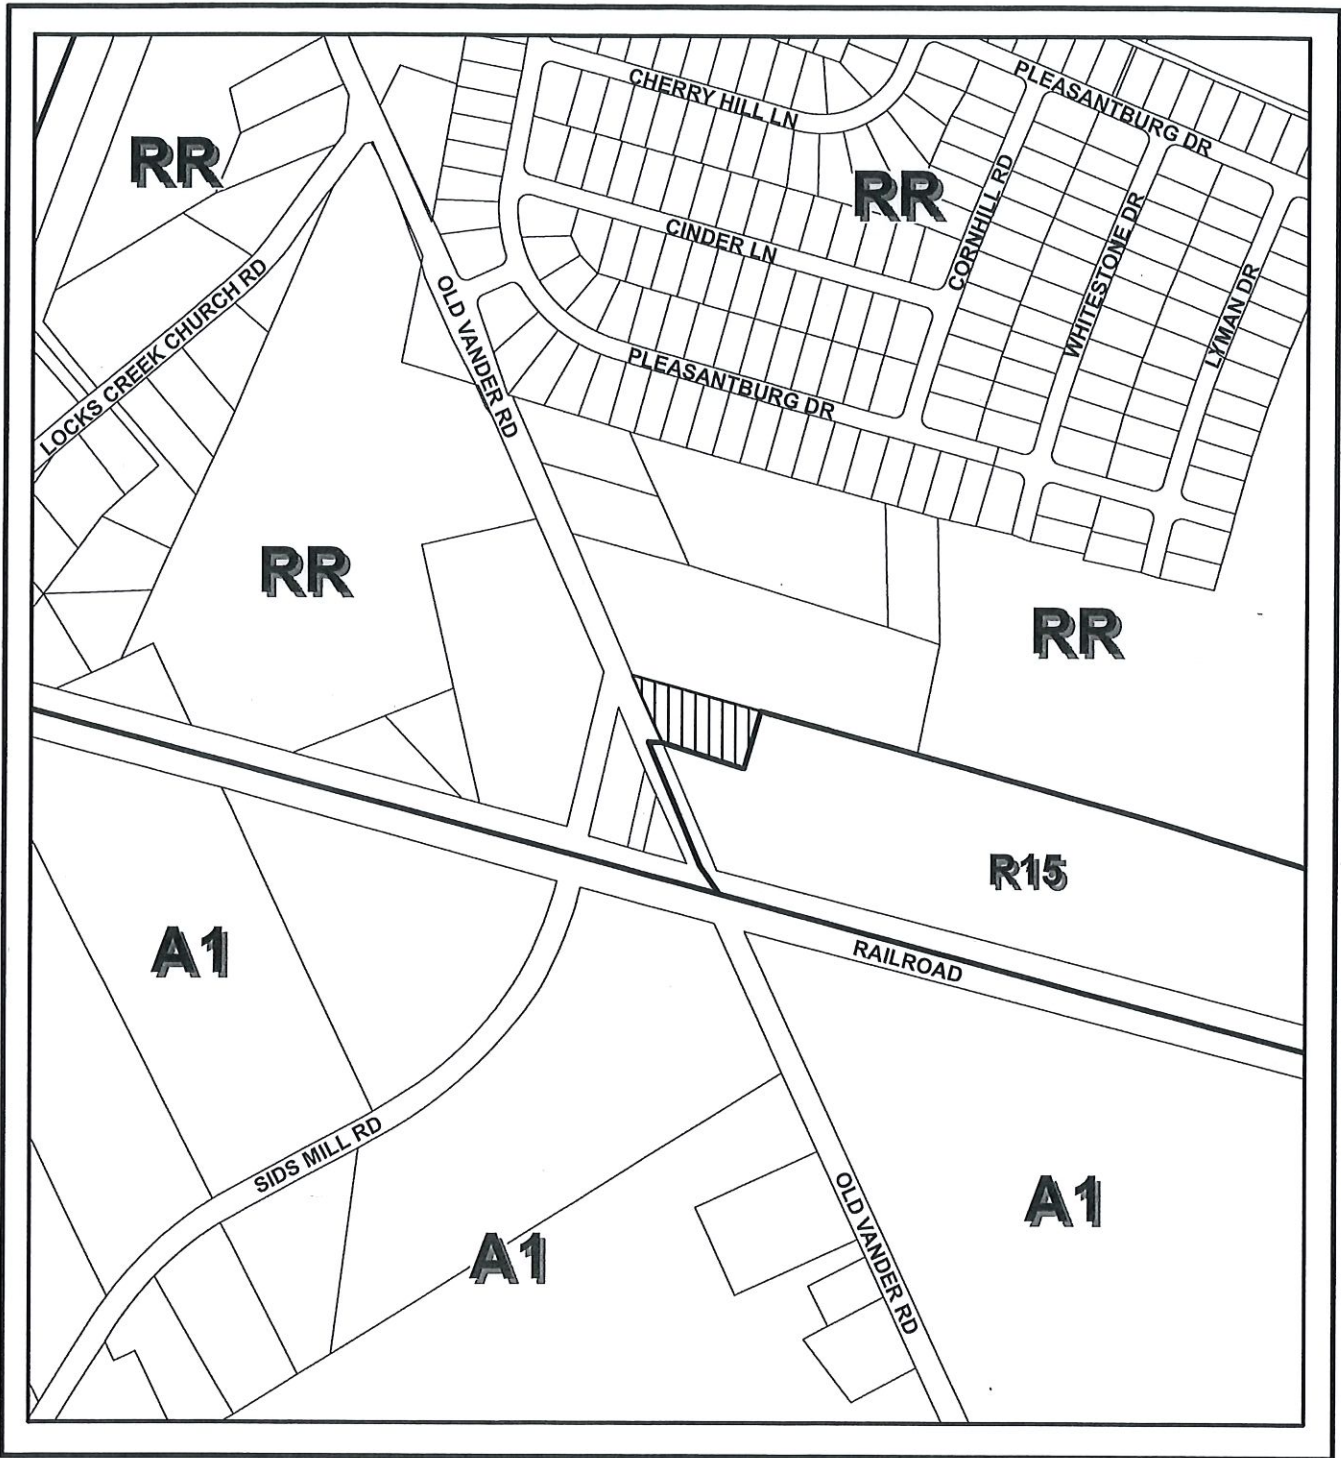 CHERRY HILL LN
PLEASANTBURG DR
RR
RR
CORNHILL RD
WHITESTONE DR
CINDER LN
LYMAN DR
LOCKS CREEK CHURCH RD
OLD VANDER RD
PLEASANTBURG DR
RR
RR
R15
A1
RAILROAD
SIDS MILL RD
A1
OLD VANDER RD
A1